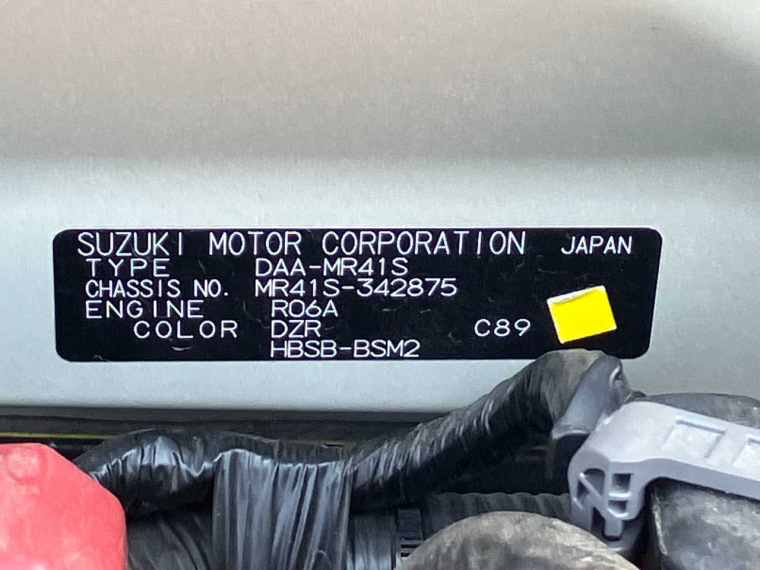 SUZUKI MOTOR CORPORATION JAPAN
TYPE DAA-MR41S
CHASSIS NO. MR41S-342875
ENGINE R06A
COLOR DZR C89
HBSB-BSM2